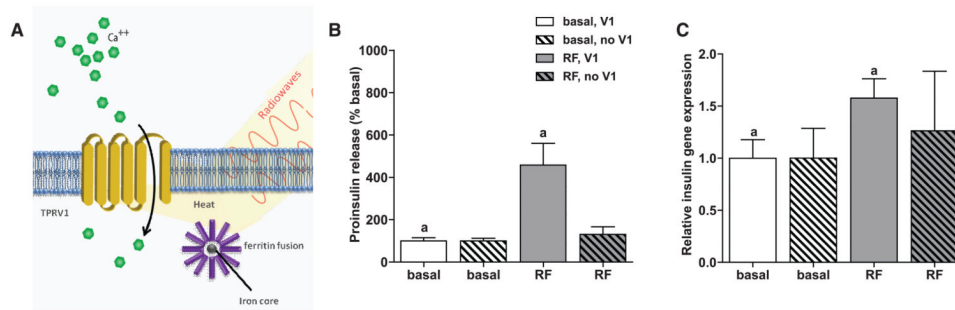 A
Ca++
Radiowaves
TPRV1
Heat
ferritin fusion
Iron core
B
basal, V1
basal, no V1
RF, V1
RF, no V1
Proinsulin release (% basal)
1000
800
600
400
200
0
a
a
basal
basal
RF
RF
C
Relative insulin gene expression
2.0
1.5
1.0
0.5
0.0
a
a
basal
basal
RF
RF